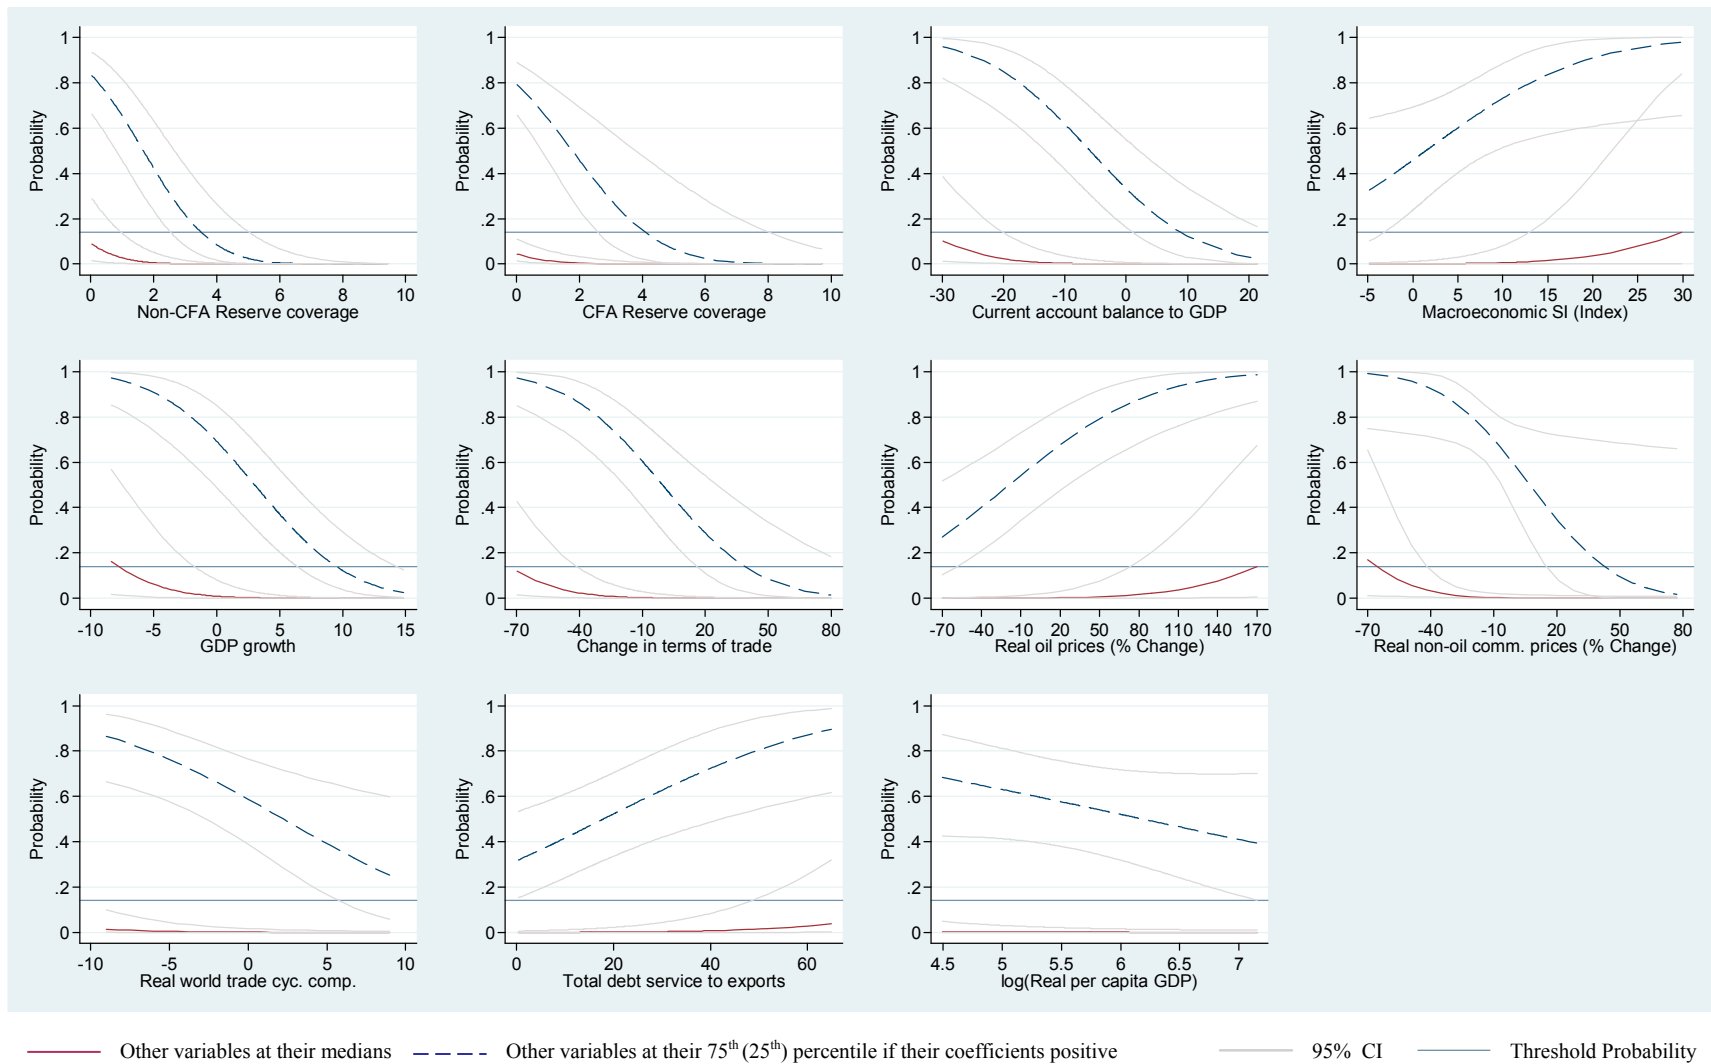 1 1 1 1
.8 .8 .8 .8
.6 .6 .6 .6
.4 .4 .4 .4
.2 .2 .2 .2
0 0 0 0
Probability Probability Probability Probability
0 2 4 6 8 10 0 2 4 6 8 10 -30 -20 -10 0 10 20 -5 0 5 10 15 20 25 30
Non-CFA Reserve coverage CFA Reserve coverage Current account balance to GDP Macroeconomic SI (Index)
1 1 1 1
.8 .8 .8 .8
.6 .6 .6 .6
.4 .4 .4 .4
.2 .2 .2 .2
0 0 0 0
Probability Probability Probability Probability
-10 -5 0 5 10 15 -70 -40 -10 20 50 80 -70 -40 -10 20 50 80 110 140 170 -70 -40 -10 20 50 80
GDP growth Change in terms of trade Real oil prices (% Change) Real non-oil comm. prices (% Change)
1 1 1
.8 .8 .8
.6 .6 .6
.4 .4 .4
.2 .2 .2
0 0 0
Probability Probability Probability
-10 -5 0 5 10 0 20 40 60 4.5 5 5.5 6 6.5 7
Real world trade cyc. comp. Total debt service to exports log(Real per capita GDP)
Other variables at their medians Other variables at their 75th (25th) percentile if their coefficients positive 95% CI Threshold Probability